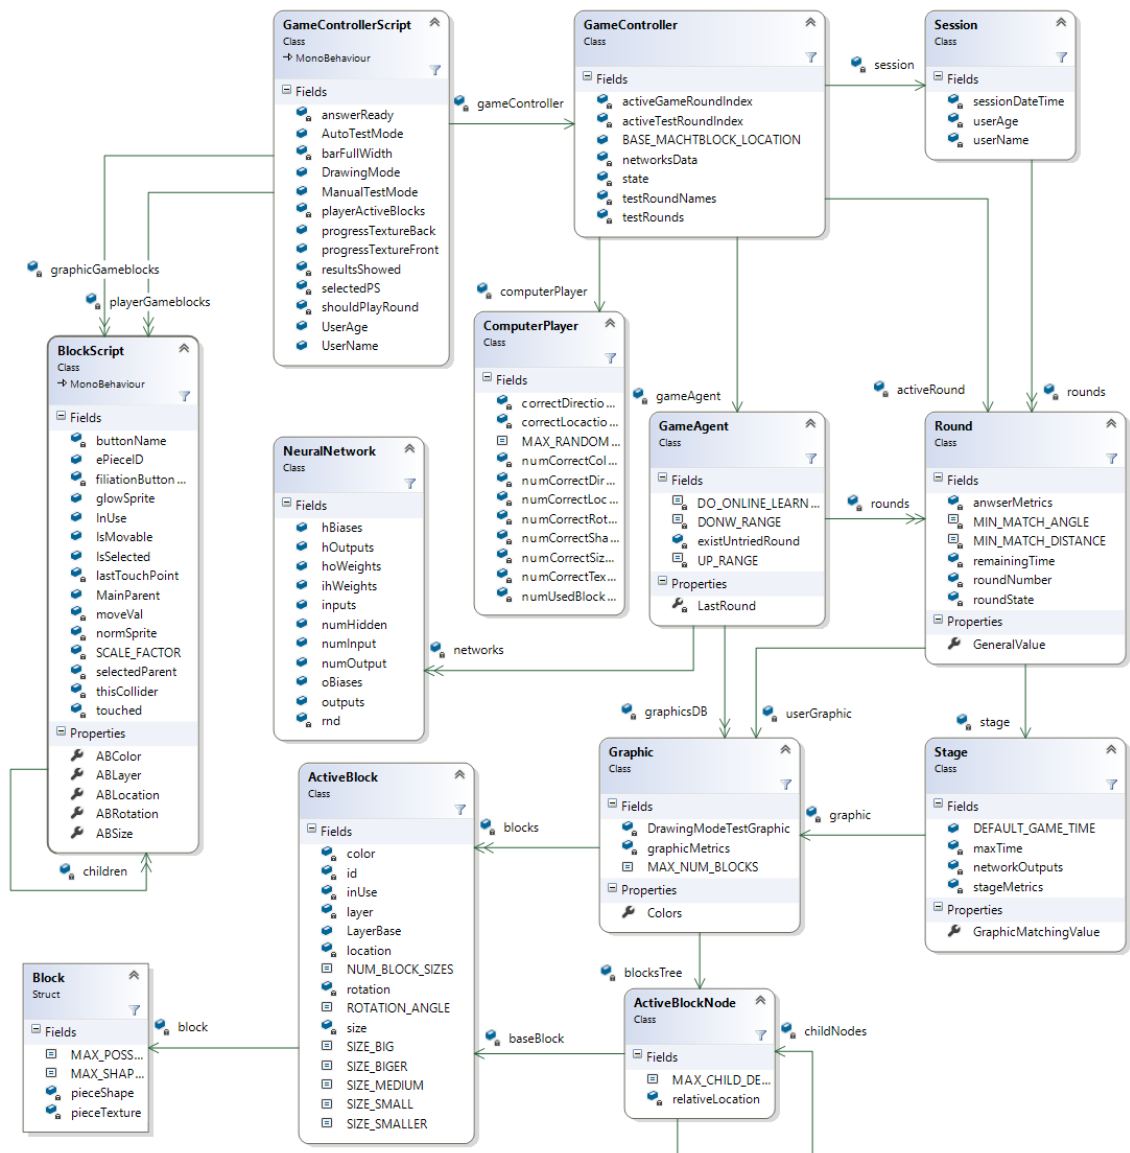 GameControllerScript
Class
MonoBehaviour
Fields
answerReady
AutoTestMode
barFullWidth
DrawingMode
ManualTestMode
playerActiveBlocks
progressTextureBack
progressTextureFront
resultsShowed
selectedPS
shouldPlayRound
UserAge
UserName
gameController
GameController
Class
Fields
activeGameRoundIndex
activeTestRoundIndex
BASE_MACHTBLOCK_LOCATION
networksData
state
testRoundNames
testRounds
session
Session
Class
Fields
sessionDateTime
userAge
userName
graphicGameblocks
playerGameblocks
computerPlayer
gameAgent
activeRound
rounds
BlockScript
Class
MonoBehaviour
Fields
buttonName
ePieceID
filiationButton...
glowSprite
InUse
IsMovable
IsSelected
lastTouchPoint
MainParent
moveVal
normSprite
SCALE_FACTOR
selectedParent
thisCollider
touched
Properties
ABColor
ABLayer
ABLocation
ABRotation
ABSize
children
NeuralNetwork
Class
Fields
hBiases
hOutputs
hoWeights
ihWeights
inputs
numHidden
numInput
numOutput
oBiases
outputs
rnd
ComputerPlayer
Class
Fields
correctDirectio...
correctLocactio...
MAX_RANDOM...
numCorrectCol...
numCorrectDir...
numCorrectLoc...
numCorrectRot...
numCorrectSha...
numCorrectSiz...
numCorrectTex...
numUsedBlock...
GameAgent
Class
Fields
DO_ONLINE_LEARN...
DONW_RANGE
existUntriedRound
UP_RANGE
Properties
LastRound
rounds
Round
Class
Fields
anwserMetrics
MIN_MATCH_ANGLE
MIN_MATCH_DISTANCE
remainingTime
roundNumber
roundState
Properties
GeneralValue
networks
graphicsDB
userGraphic
stage
ActiveBlock
Class
Fields
color
id
inUse
layer
LayerBase
location
NUM_BLOCK_SIZES
rotation
ROTATION_ANGLE
size
SIZE_BIG
SIZE_BIGER
SIZE_MEDIUM
SIZE_SMALL
SIZE_SMALLER
blocks
Graphic
Class
Fields
DrawingModeTestGraphic
graphicMetrics
MAX_NUM_BLOCKS
Properties
Colors
graphic
Stage
Class
Fields
DEFAULT_GAME_TIME
maxTime
networkOutputs
stageMetrics
Properties
GraphicMatchingValue
Block
Struct
Fields
MAX_POSS...
MAX_SHAP...
pieceShape
pieceTexture
block
blocksTree
baseBlock
ActiveBlockNode
Class
Fields
MAX_CHILD_DE...
relativeLocation
childNodes